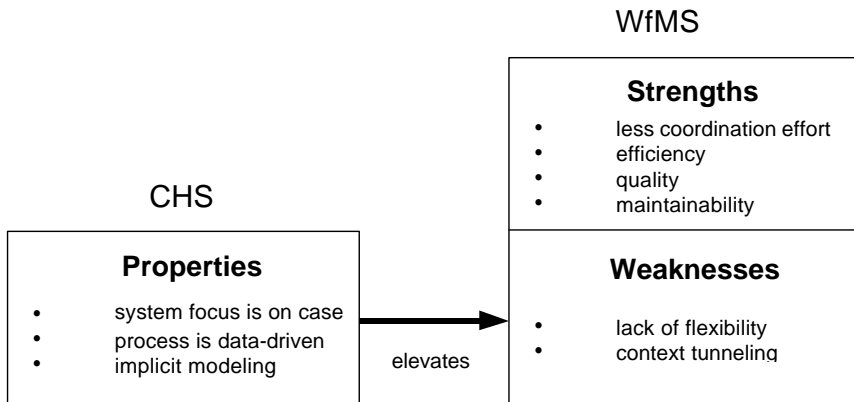 WfMS
Strengths
• less coordination effort
• efficiency
• quality
• maintainability
CHS
Properties
• system focus is on case
• process is data-driven
• implicit modeling
elevates
Weaknesses
• lack of flexibility
• context tunneling